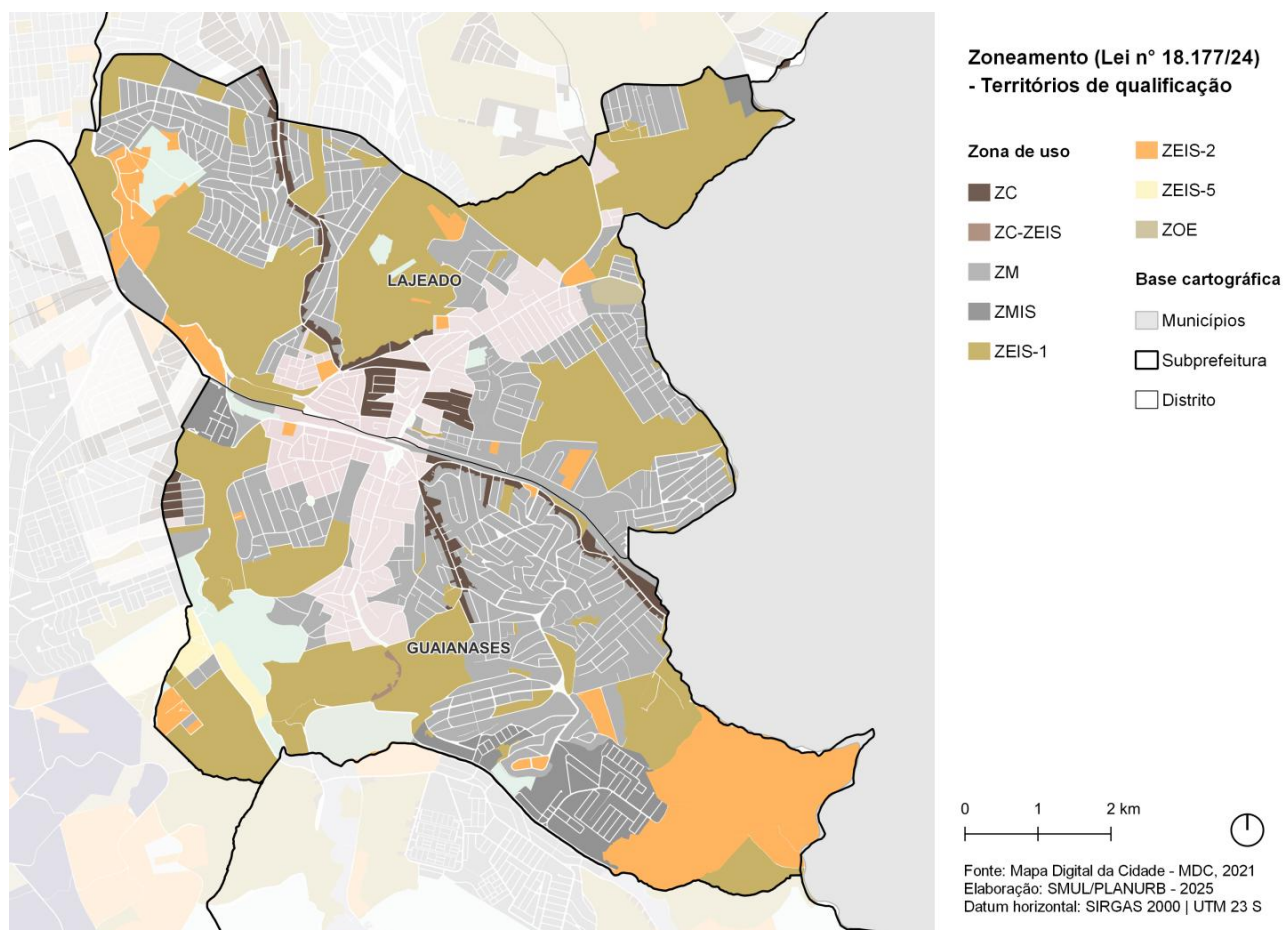 Zoneamento (Lei n° 18.177/24)
- Territórios de qualificação
Zona de uso
ZC
ZC-ZEIS
ZM
ZMIS
ZEIS-1
ZEIS-2
ZEIS-5
ZOE
Base cartográfica
Municípios
Subprefeitura
Distrito
LAJEADO
GUAIANASES
0 1 2 km
Fonte: Mapa Digital da Cidade - MDC, 2021
Elaboração: SMUL/PLANURB - 2025
Datum horizontal: SIRGAS 2000 | UTM 23 S